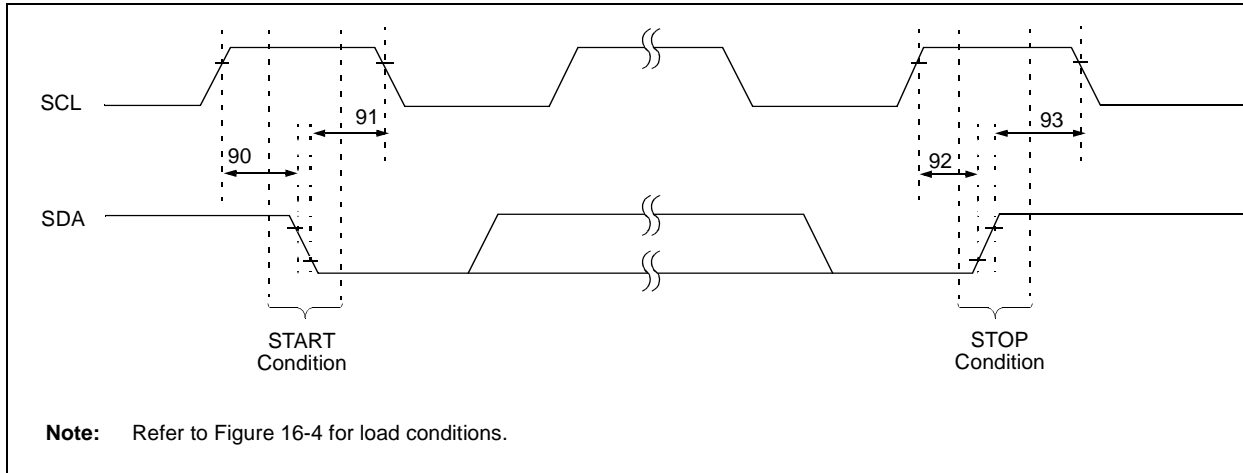 SCL
91
93
90
92
SDA
START
Condition
STOP
Condition
Note: Refer to Figure 16-4 for load conditions.